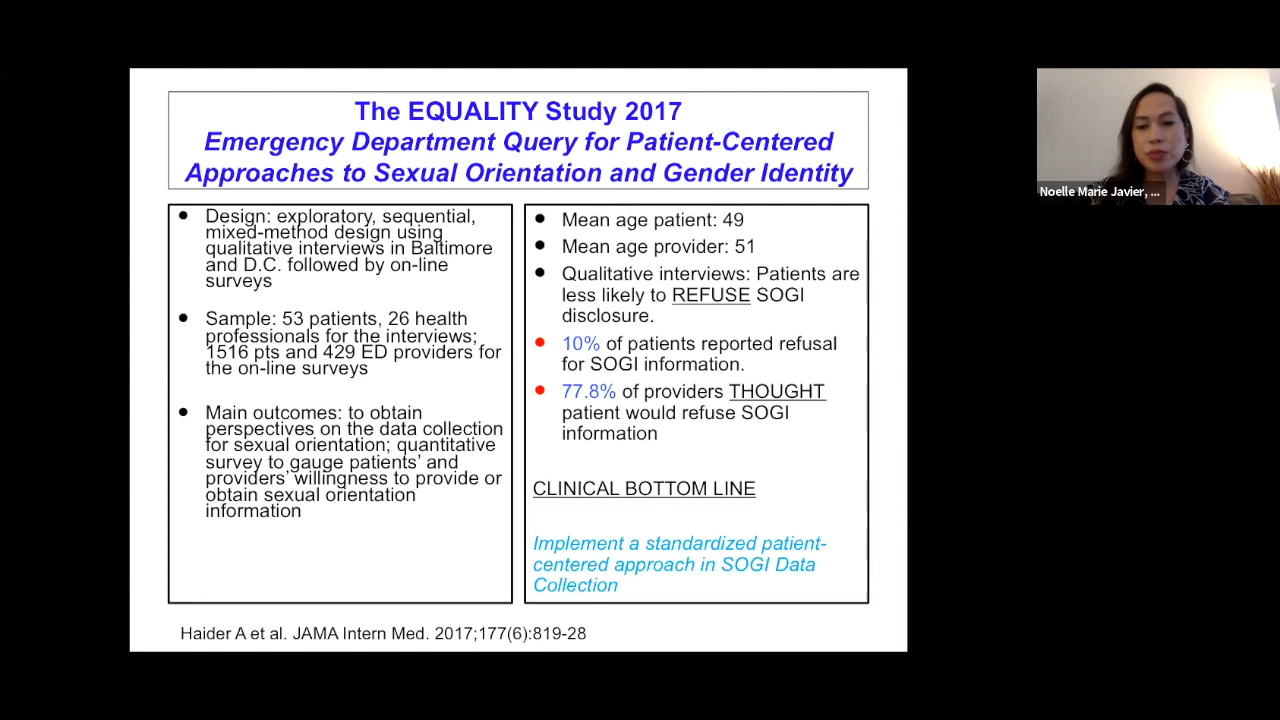 The EQUALITY Study 2017
Emergency Department Query for Patient-Centered
Approaches to Sexual Orientation and Gender Identity
• Design: exploratory, sequential,
mixed-method design using
qualitative interviews in Baltimore
and D.C. followed by on-line
surveys
• Sample: 53 patients, 26 health
professionals for the interviews;
1516 pts and 429 ED providers for
the on-line surveys
• Main outcomes: to obtain
perspectives on the data collection
for sexual orientation; quantitative
survey to gauge patients' and
providers' willingness to provide or
obtain sexual orientation
information
• Mean age patient: 49
• Mean age provider: 51
• Qualitative interviews: Patients are
less likely to REFUSE SOGI
disclosure.
• 10% of patients reported refusal
for SOGI information.
• 77.8% of providers THOUGHT
patient would refuse SOGI
information
CLINICAL BOTTOM LINE
Implement a standardized patient-
centered approach in SOGI Data
Collection
Haider A et al. JAMA Intern Med. 2017;177(6):819-28
Noelle Marie Javier, ...